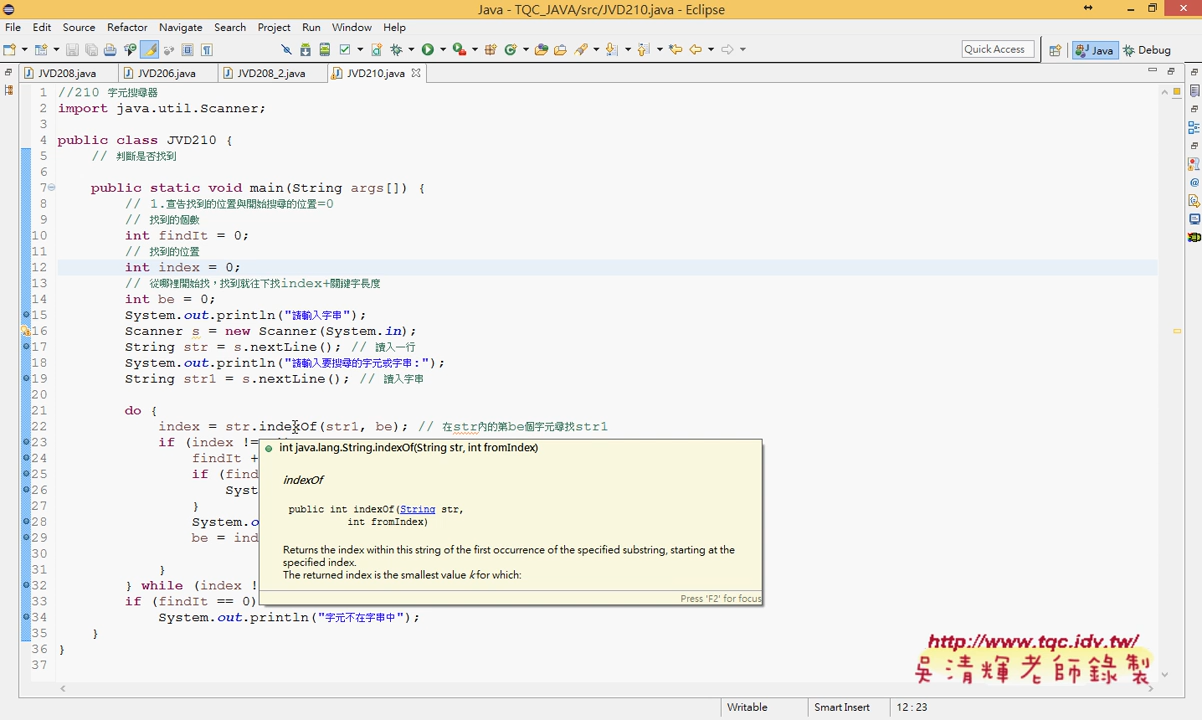 Java - TQC_JAVA/src/JVD210.java - Eclipse
File Edit Source Refactor Navigate Search Project Run Window Help
Quick Access Java Debug
JVD208.java JVD206.java JVD208_2.java JVD210.java
1 //210 字元搜尋器
2 import java.util.Scanner;
3
4 public class JVD210 {
5 // 判斷是否找到
6
7 public static void main(String args[]) {
8 // 1.宣告找到的位置與開始搜尋的位置=0
9 // 找到的個數
10 int findIt = 0;
11 // 找到的位置
12 int index = 0;
13 // 從哪裡開始找，找到就往下找index+關鍵字長度
14 int be = 0;
15 System.out.println("請輸入字串");
16 Scanner s = new Scanner(System.in);
17 String str = s.nextLine(); // 讀入一行
18 System.out.println("請輸入要搜尋的字元或字串：");
19 String str1 = s.nextLine(); // 讀入字串
20
21 do {
22 index = str.indexOf(str1, be); // 在str內的第be個字元尋找str1
23 if (index !=
24 findIt +
25 if (find
26 Syst
27 }
28 System.o
29 be = ind
30
31 }
32 } while (index !
33 if (findIt == 0)
34 System.out.println("字元不在字串中");
35 }
36 }
37
int java.lang.String.indexOf(String str, int fromIndex)
indexOf
public int indexOf(String str,
int fromIndex)
Returns the index within this string of the first occurrence of the specified substring, starting at the
specified index.
The returned index is the smallest value k for which:
Press 'F2' for focus
http://www.tqc.idv.tw/
吳清輝老師錄製
Writable Smart Insert 12 : 23